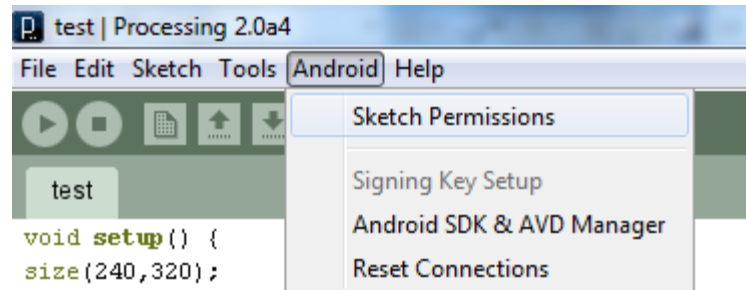 test | Processing 2.0a4
File Edit Sketch Tools Android Help
Sketch Permissions
test
Signing Key Setup
Android SDK & AVD Manager
Reset Connections
void setup() {
size(240,320);